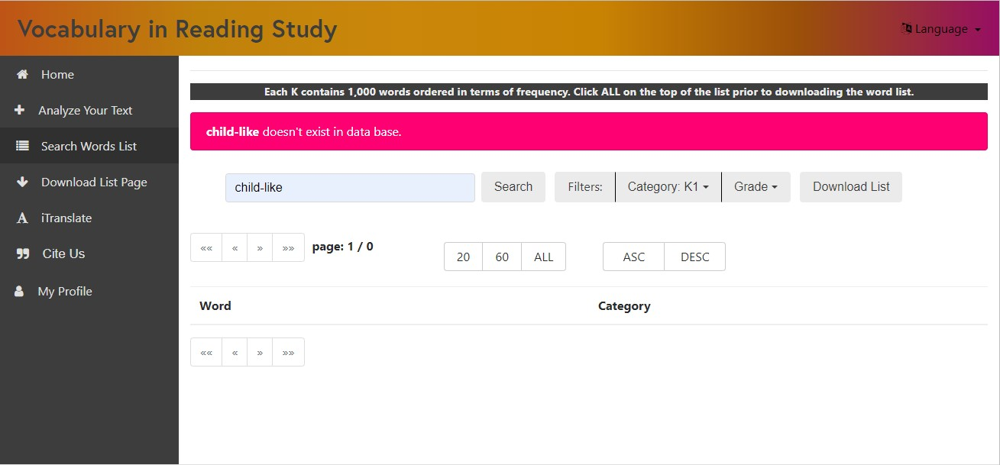 Vocabulary in Reading Study
Language
Home
Analyze Your Text
Search Words List
Download List Page
iTranslate
Cite Us
My Profile
Each K contains 1,000 words ordered in terms of frequency. Click ALL on the top of the list prior to downloading the word list.
child-like doesn't exist in data base.
child-like Search Filters: Category: K1 Grade Download List
«« « » »» page: 1 / 0 20 60 ALL ASC DESC
Word Category
«« « » »»